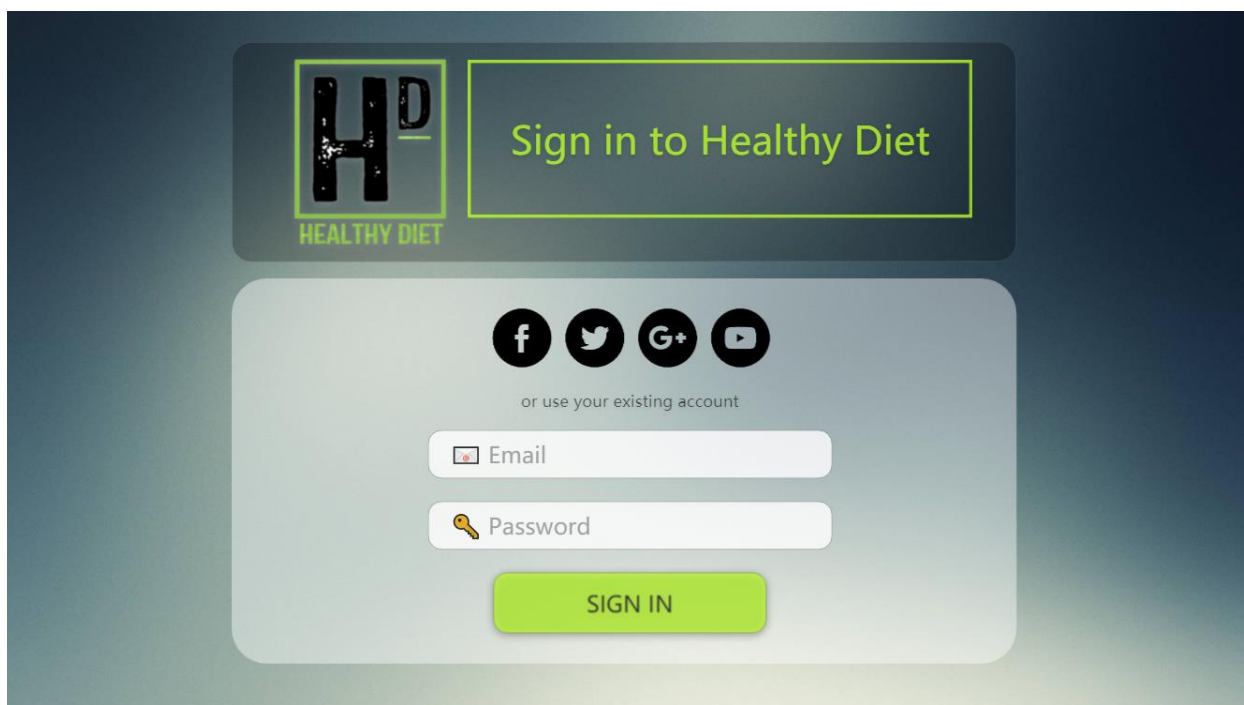 HD
HEALTHY DIET
Sign in to Healthy Diet
f G+
or use your existing account
Email
Password
SIGN IN